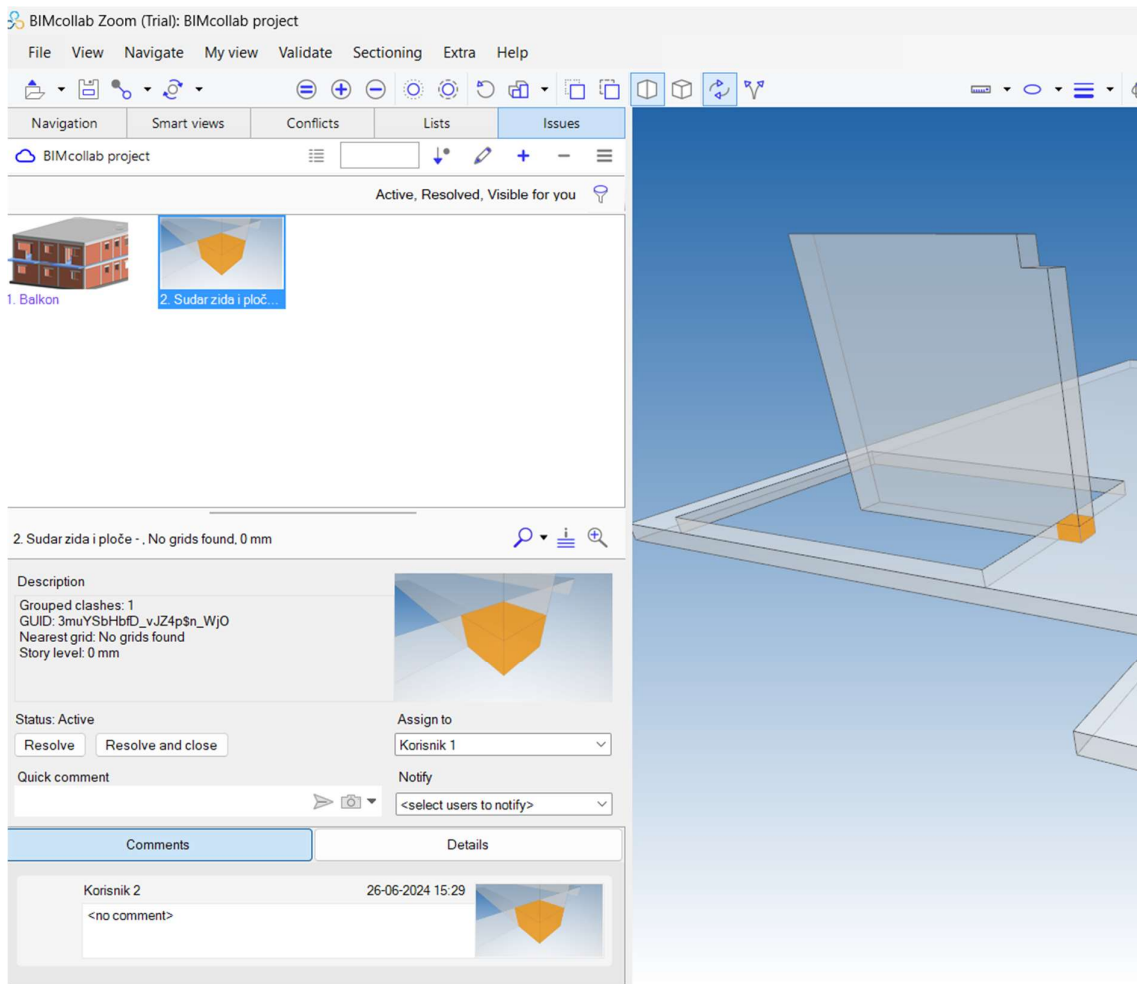 BIMcollab Zoom (Trial): BIMcollab project
File View Navigate My view Validate Sectioning Extra Help
Navigation Smart views Conflicts Lists Issues
BIMcollab project
Active, Resolved, Visible for you
1. Balkon
2. Sudar zida i ploč...
2. Sudar zida i ploče - , No grids found, 0 mm
Description
Grouped clashes: 1
GUID: 3muYSbHbfD_vJZ4p$n_WjO
Nearest grid: No grids found
Story level: 0 mm
Status: Active
Assign to
Resolve Resolve and close
Korisnik 1
Quick comment
Notify
<select users to notify>
Comments Details
Korisnik 2 26-06-2024 15:29
<no comment>